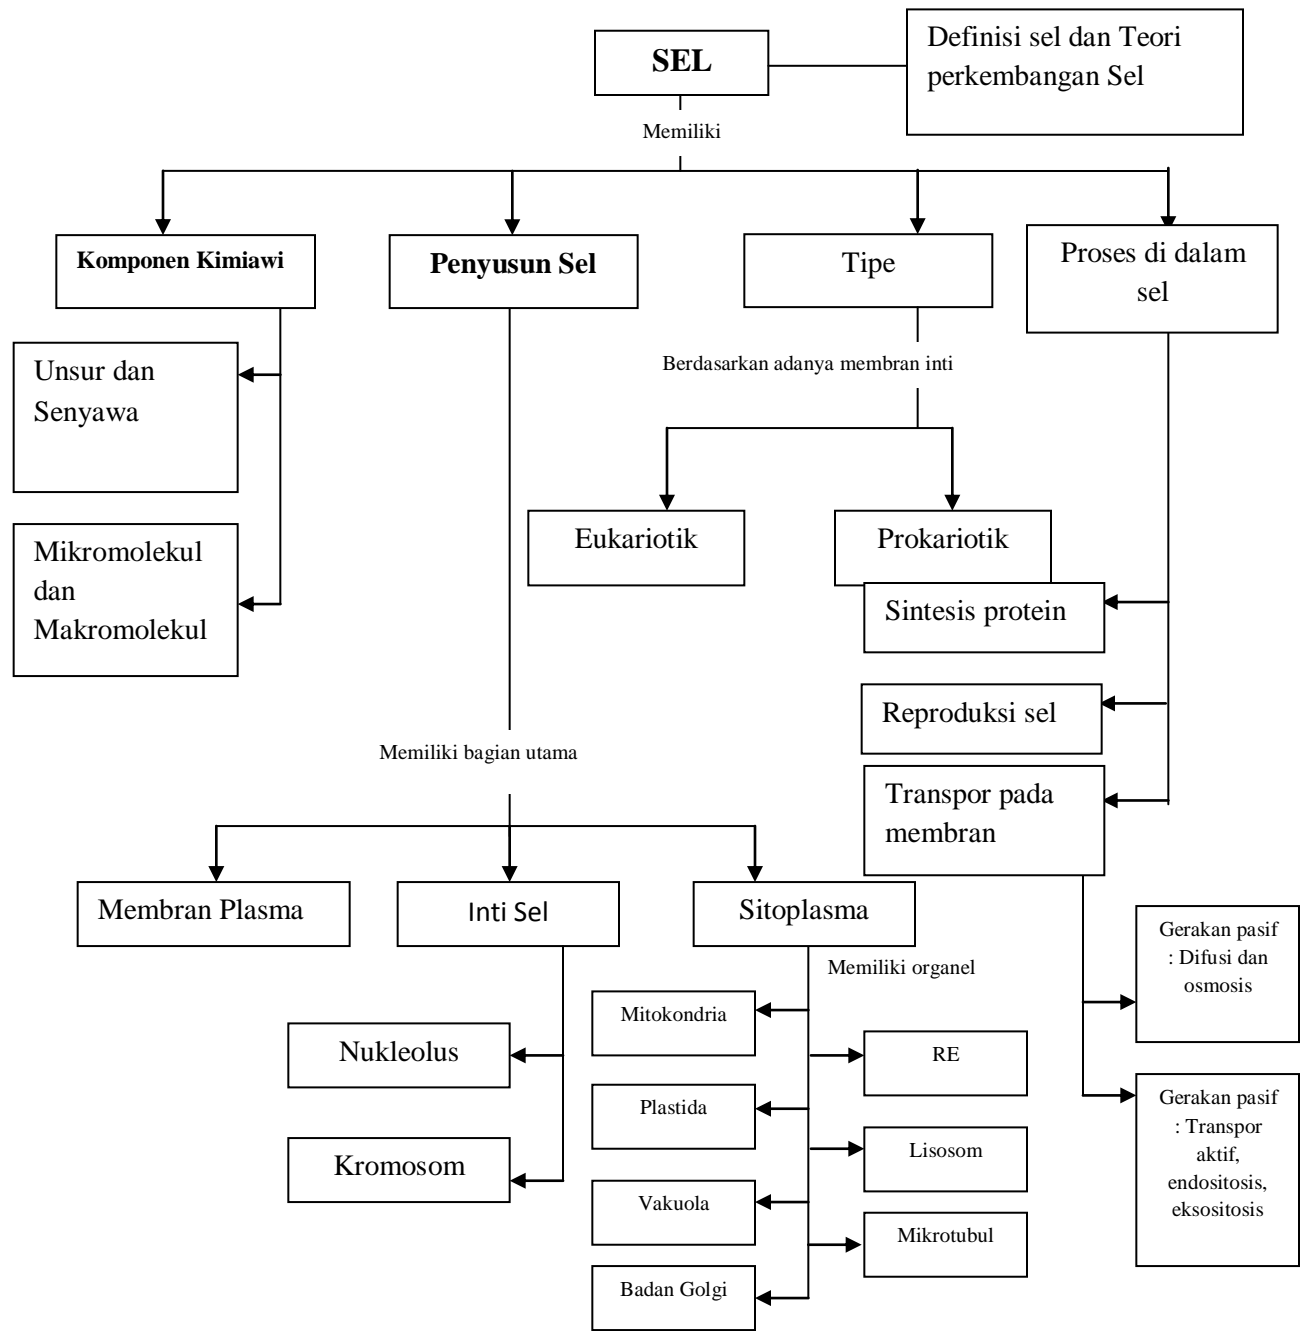 SEL
Definisi sel dan Teori
perkembangan Sel
Memiliki
Komponen Kimiawi
Penyusun Sel
Tipe
Proses di dalam
sel
Unsur dan
Senyawa
Berdasarkan adanya membran inti
Mikromolekul
dan
Makromolekul
Eukariotik
Prokariotik
Sintesis protein
Reproduksi sel
Memiliki bagian utama
Transpor pada
membran
Membran Plasma
Inti Sel
Sitoplasma
Memiliki organel
Gerakan pasif
: Difusi dan
osmosis
Mitokondria
Nukleolus
RE
Plastida
Gerakan pasif
: Transpor
aktif,
endositosis,
eksositosis
Kromosom
Lisosom
Vakuola
Mikrotubul
Badan Golgi